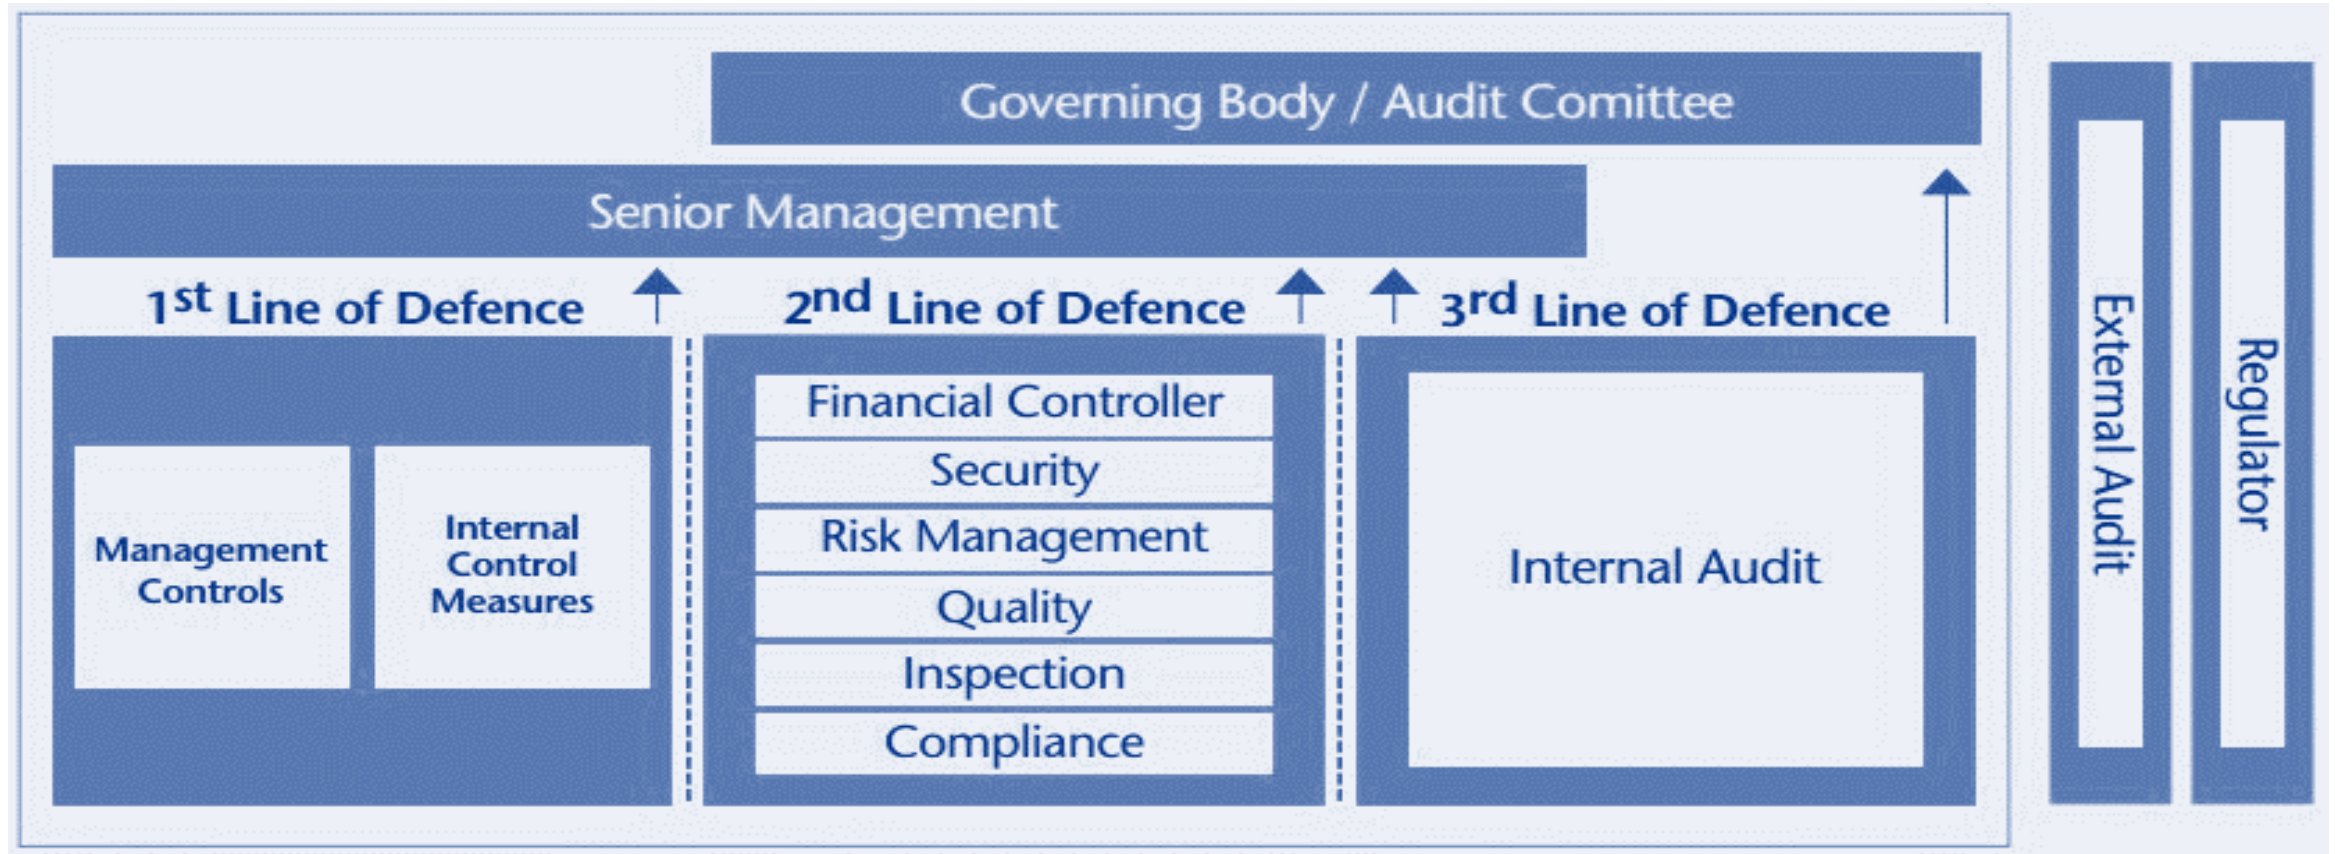 Governing Body / Audit Comittee
Senior Management
1st Line of Defence
2nd Line of Defence
3rd Line of Defence
Management
Controls
Internal
Control
Measures
Financial Controller
Security
Risk Management
Quality
Inspection
Compliance
Internal Audit
External Audit
Regulator